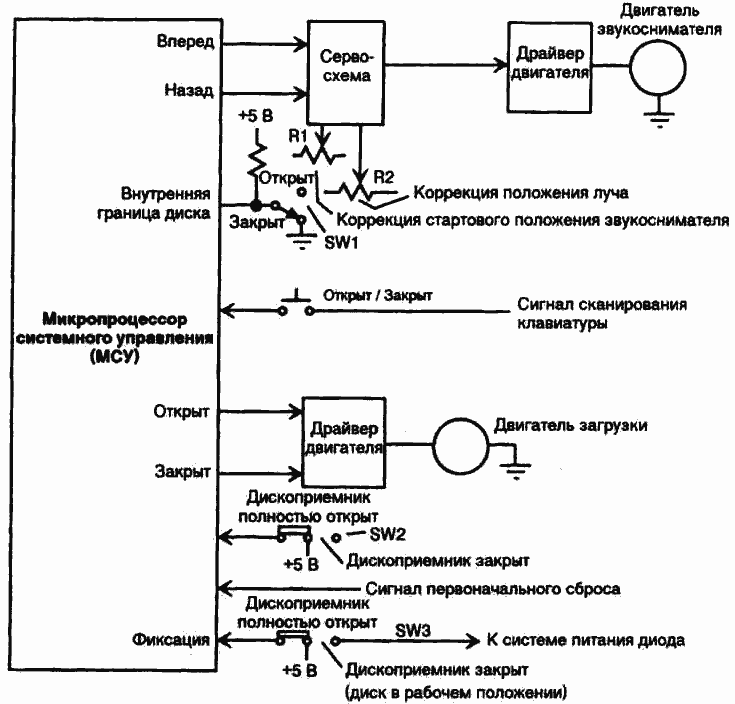 Двигатель
звукоснимателя
Вперед
Серво-
схема
Драйвер
двигателя
Назад
+5 В
R1
Открыт
R2
Коррекция положения луча
Внутренняя
граница диска
Закрыт
Коррекция стартового положения звукоснимателя
SW1
Открыт / Закрыт
Сигнал сканирования
клавиатуры
Микропроцессор
системного управления
(МСУ)
Открыт
Драйвер
двигателя
Двигатель загрузки
Закрыт
Дископриемник
полностью открыт
SW2
+5 В
Дископриемник закрыт
Сигнал первоначального сброса
Дископриемник
полностью открыт
Фиксация
SW3
К системе питания диода
+5 В
Дископриемник закрыт
(диск в рабочем положении)